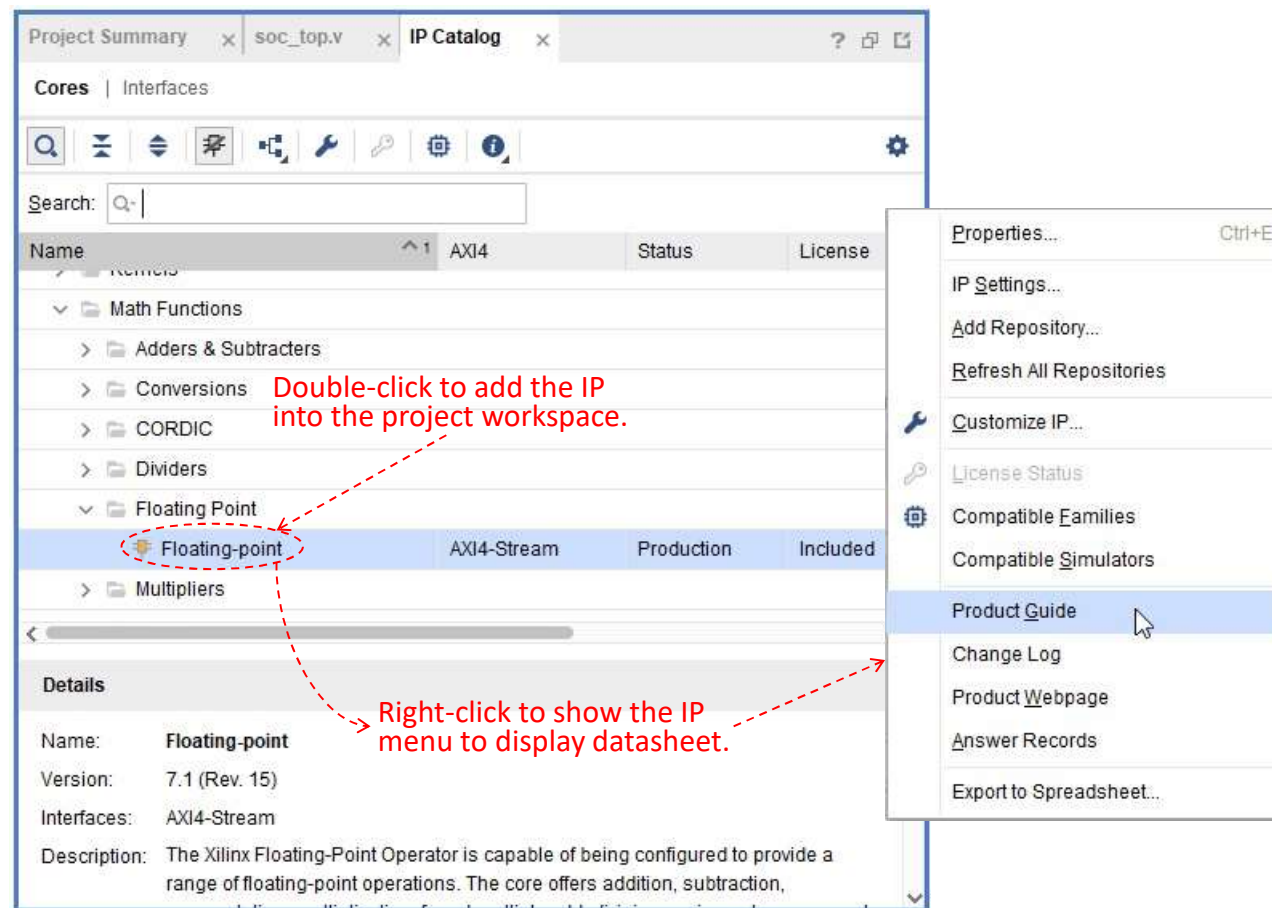 Project Summary
soc_top.v
IP Catalog
Cores | Interfaces
Search:
Name
1
AXI4
Status
License
Math Functions
Adders & Subtracters
Conversions
CORDIC
Dividers
Floating Point
Floating-point
AXI4-Stream
Production
Included
Multipliers
Double-click to add the IP
into the project workspace.
Right-click to show the IP
menu to display datasheet.
Details
Name: Floating-point
Version: 7.1 (Rev. 15)
Interfaces: AXI4-Stream
Description: The Xilinx Floating-Point Operator is capable of being configured to provide a
range of floating-point operations. The core offers addition, subtraction,
Properties... Ctrl+E
IP Settings...
Add Repository...
Refresh All Repositories
Customize IP...
License Status
Compatible Families
Compatible Simulators
Product Guide
Change Log
Product Webpage
Answer Records
Export to Spreadsheet...